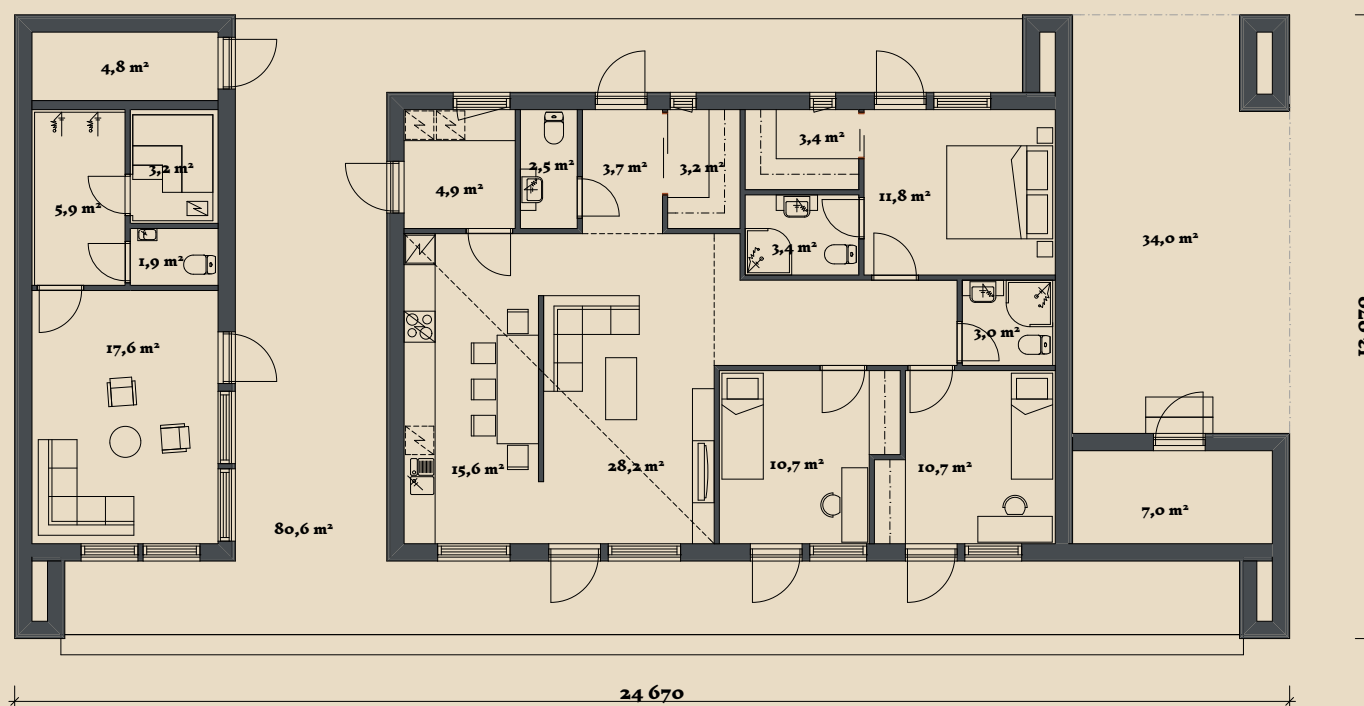 4,8 m²
3,4 m²
3,2 m²
2,5 m²
3,7 m²
3,2 m²
4,9 m²
11,8 m²
5,9 m²
34,0 m²
3,4 m²
1,9 m²
3,0 m²
17,6 m²
15,6 m²
28,2 m²
10,7 m²
10,7 m²
7,0 m²
80,6 m²
24 670